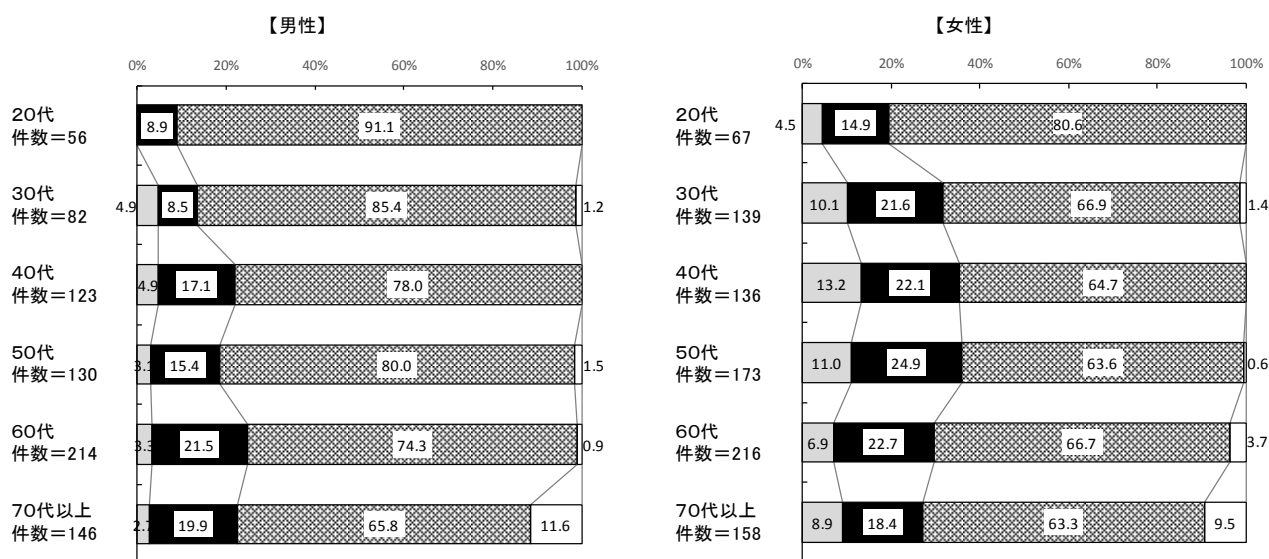 【男性】
0% 20% 40% 60% 80% 100%
20代
件数=56
8.9 91.1
30代
件数=82
4.9 8.5 85.4 1.2
40代
件数=123
4.9 17.1 78.0
50代
件数=130
3.1 15.4 80.0 1.5
60代
件数=214
3.3 21.5 74.3 0.9
70代以上
件数=146
2.7 19.9 65.8 11.6
【女性】
0% 20% 40% 60% 80% 100%
20代
件数=67
4.5 14.9 80.6
30代
件数=139
10.1 21.6 66.9 1.4
40代
件数=136
13.2 22.1 64.7
50代
件数=173
11.0 24.9 63.6 0.6
60代
件数=216
6.9 22.7 66.7 3.7
70代以上
件数=158
8.9 18.4 63.3 9.5